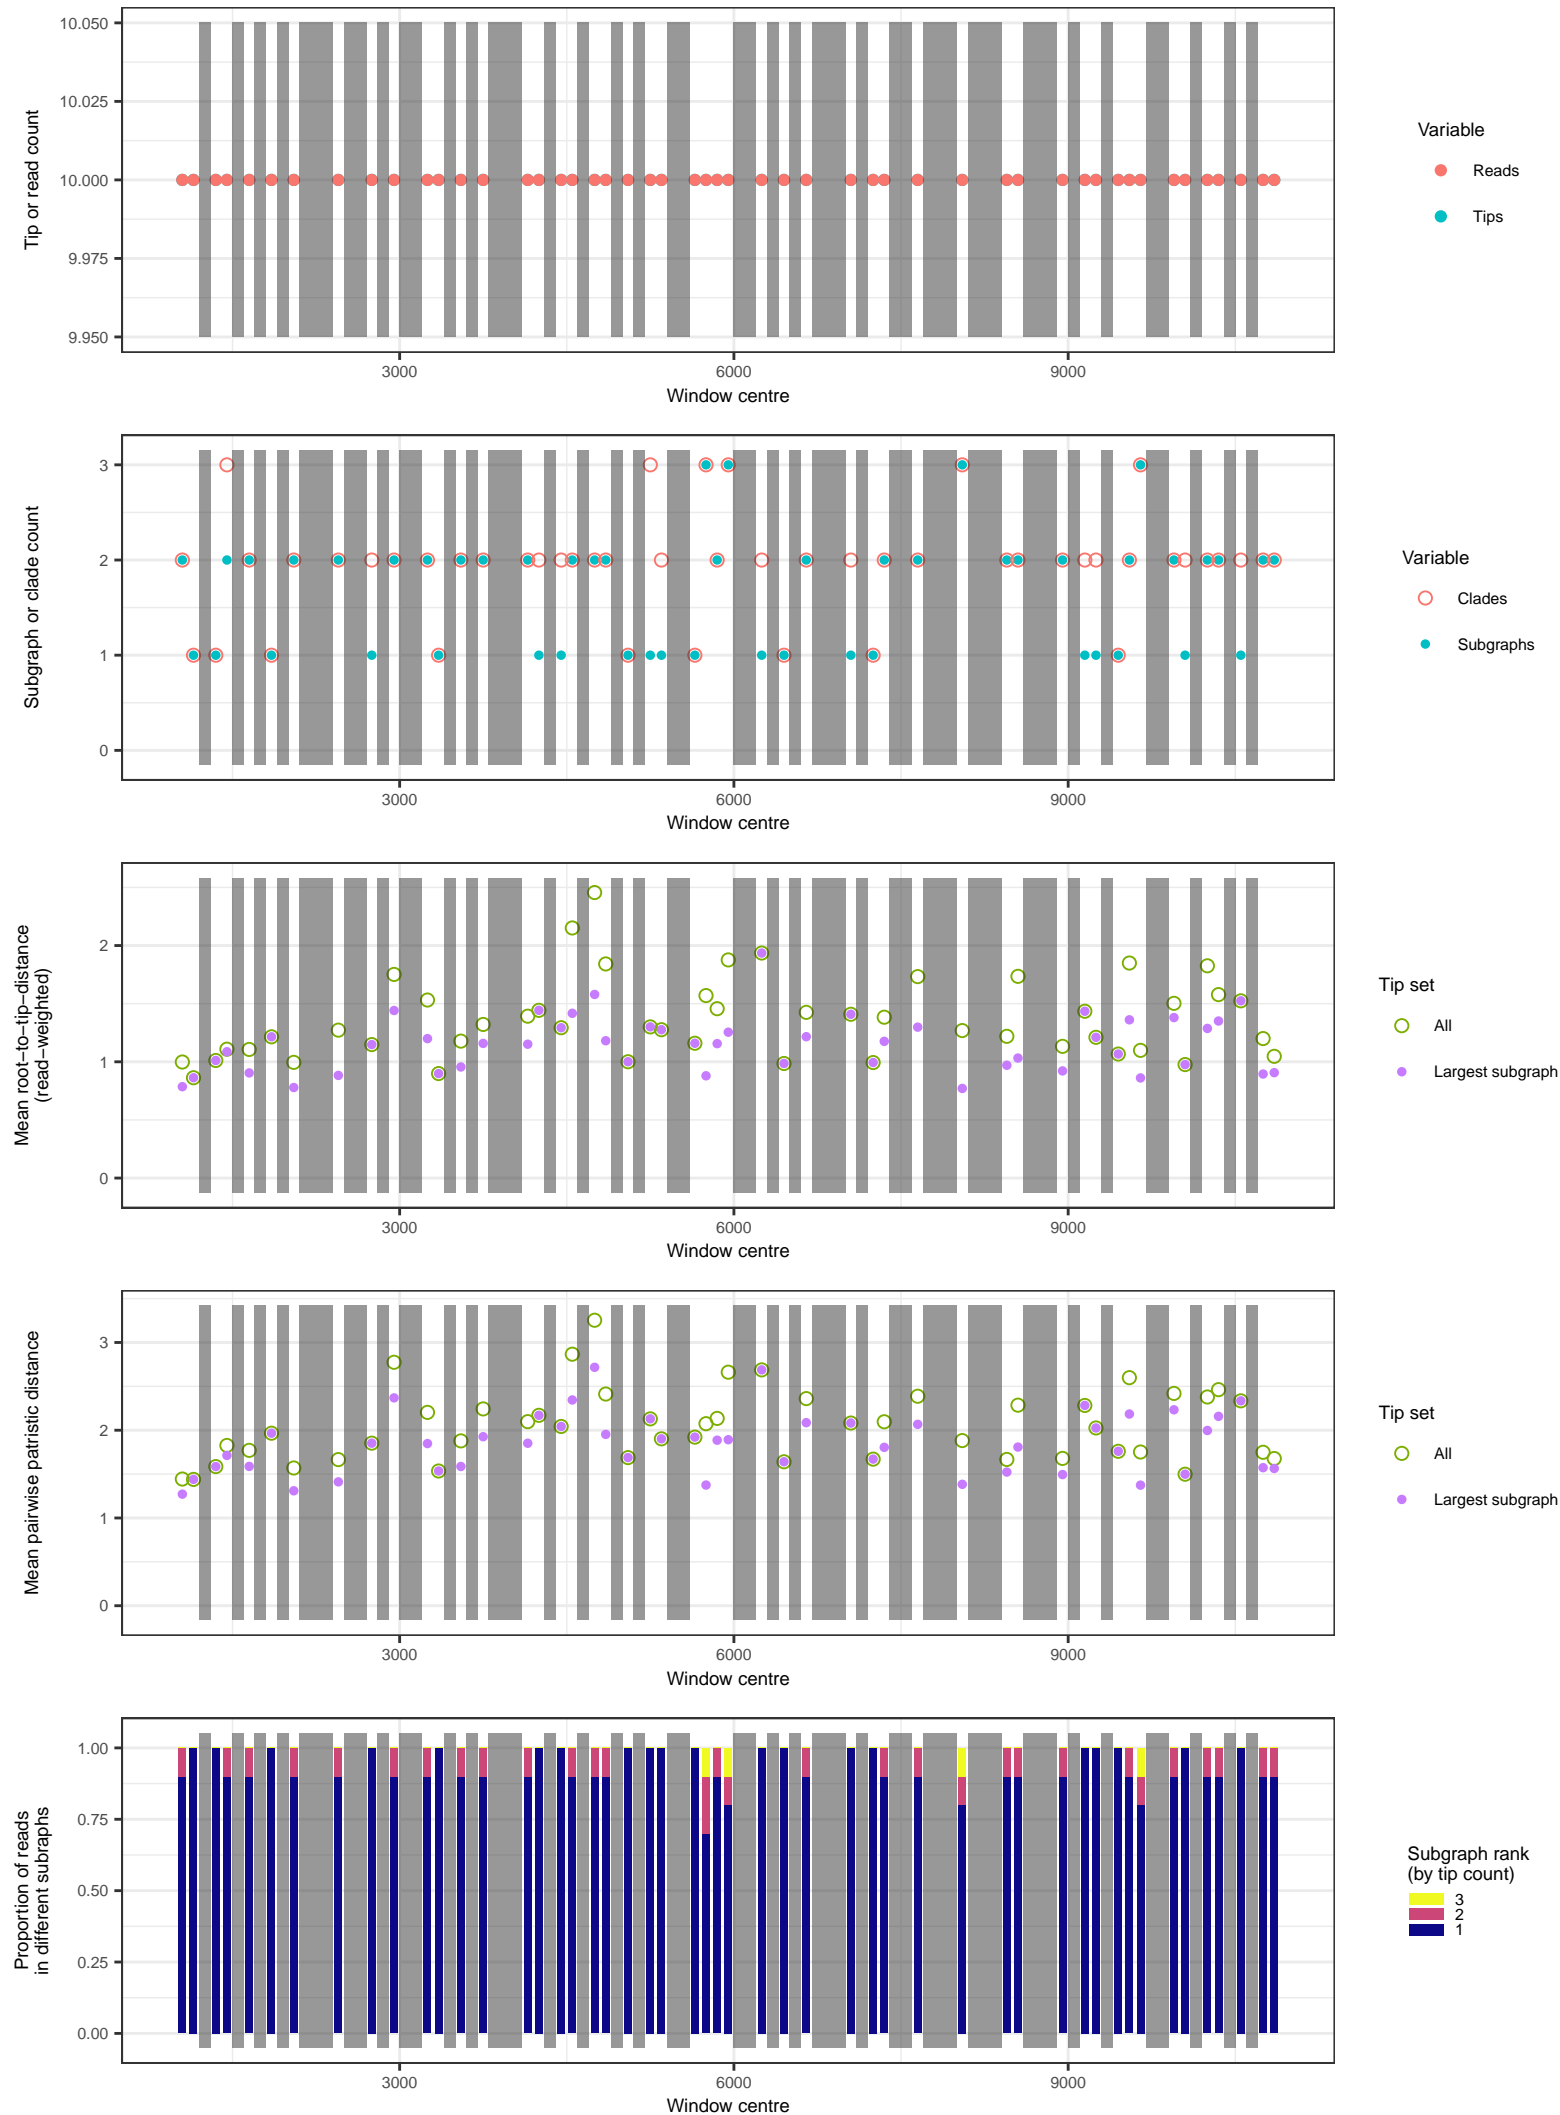 10.050
10.025
10.000
9.975
9.950
Tip or read count
3000
6000
9000
Window centre
Variable
Reads
Tips
3
2
1
0
Subgraph or clade count
3000
6000
9000
Window centre
Variable
Clades
Subgraphs
2
1
0
Mean root−to−tip−distance
(read−weighted)
3000
6000
9000
Window centre
Tip set
All
Largest subgraph
3
2
1
0
Mean pairwise patristic distance
3000
6000
9000
Window centre
Tip set
All
Largest subgraph
1.00
0.75
0.50
0.25
0.00
Proportion of reads
in different subraphs
3000
6000
9000
Window centre
Subgraph rank
(by tip count)
3
2
1